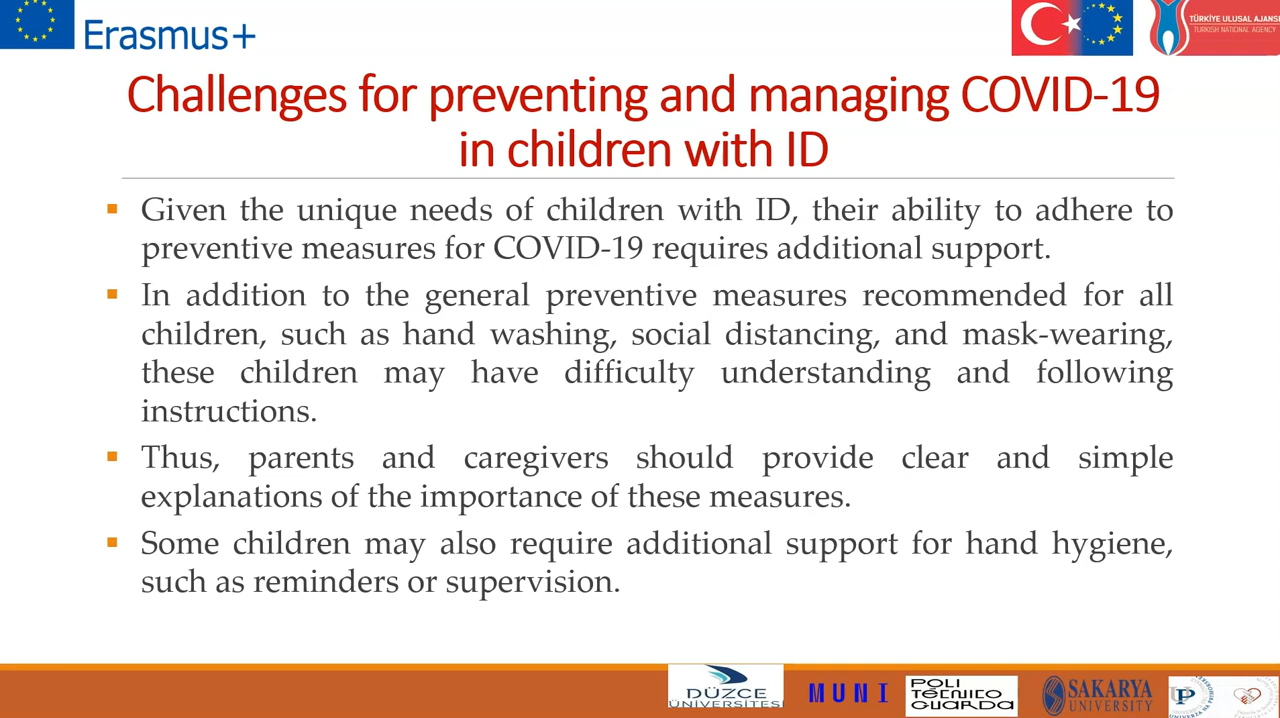 Erasmus+
TÜRKİYE ULUSAL AJANSI
TURKISH NATIONAL AGENCY
Challenges for preventing and managing COVID-19
in children with ID
Given the unique needs of children with ID, their ability to adhere to
preventive measures for COVID-19 requires additional support.
In addition to the general preventive measures recommended for all
children, such as hand washing, social distancing, and mask-wearing,
these children may have difficulty understanding and following
instructions.
Thus, parents and caregivers should provide clear and simple
explanations of the importance of these measures.
Some children may also require additional support for hand hygiene,
such as reminders or supervision.
DÜZCE
ÜNİVERSİTESİ
MUNI
POLI
TÉCNICO
GUARDA
SAKARYA
UNIVERSITY
UP